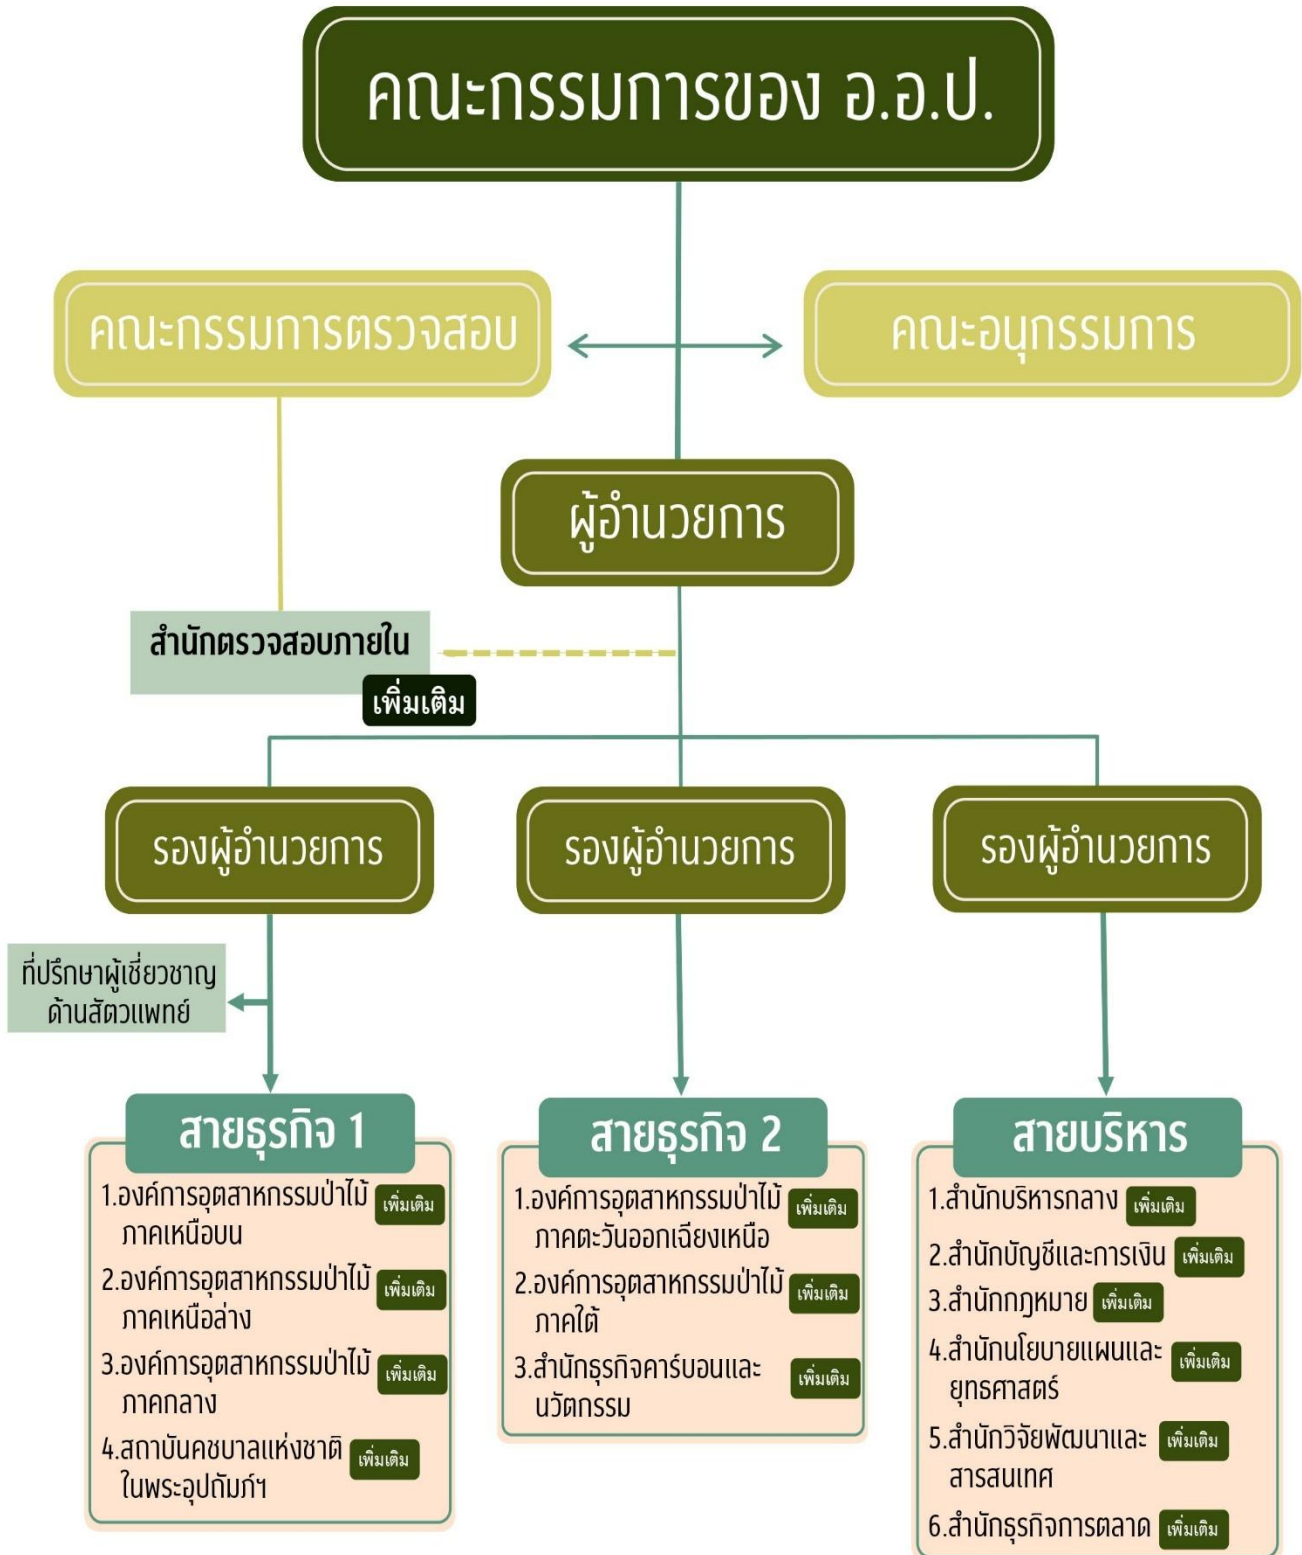 คณะกรรมการของ อ.อ.ป.
คณะกรรมการตรวจสอบ
คณะอนุกรรมการ
ผู้อำนวยการ
สำนักตรวจสอบภายใน
เพิ่มเติม
รองผู้อำนวยการ
รองผู้อำนวยการ
รองผู้อำนวยการ
ที่ปรึกษาผู้เชี่ยวชาญ
ด้านสัตวแพทย์
สายธุรกิจ 1
1.องค์การอุตสาหกรรมป่าไม้ เพิ่มเติม
ภาคเหนือบน
2.องค์การอุตสาหกรรมป่าไม้ เพิ่มเติม
ภาคเหนือล่าง
3.องค์การอุตสาหกรรมป่าไม้ เพิ่มเติม
ภาคกลาง
4.สถาบันคชบาลแห่งชาติ เพิ่มเติม
ในพระอุปถัมภ์ฯ
สายธุรกิจ 2
1.องค์การอุตสาหกรรมป่าไม้ เพิ่มเติม
ภาคตะวันออกเฉียงเหนือ
2.องค์การอุตสาหกรรมป่าไม้ เพิ่มเติม
ภาคใต้
3.สำนักธุรกิจคาร์บอนและ เพิ่มเติม
นวัตกรรม
สายบริหาร
1.สำนักบริหารกลาง เพิ่มเติม
2.สำนักบัญชีและการเงิน เพิ่มเติม
3.สำนักกฎหมาย เพิ่มเติม
4.สำนักนโยบายแผนและ เพิ่มเติม
ยุทธศาสตร์
5.สำนักวิจัยพัฒนาและ เพิ่มเติม
สารสนเทศ
6.สำนักธุรกิจการตลาด เพิ่มเติม